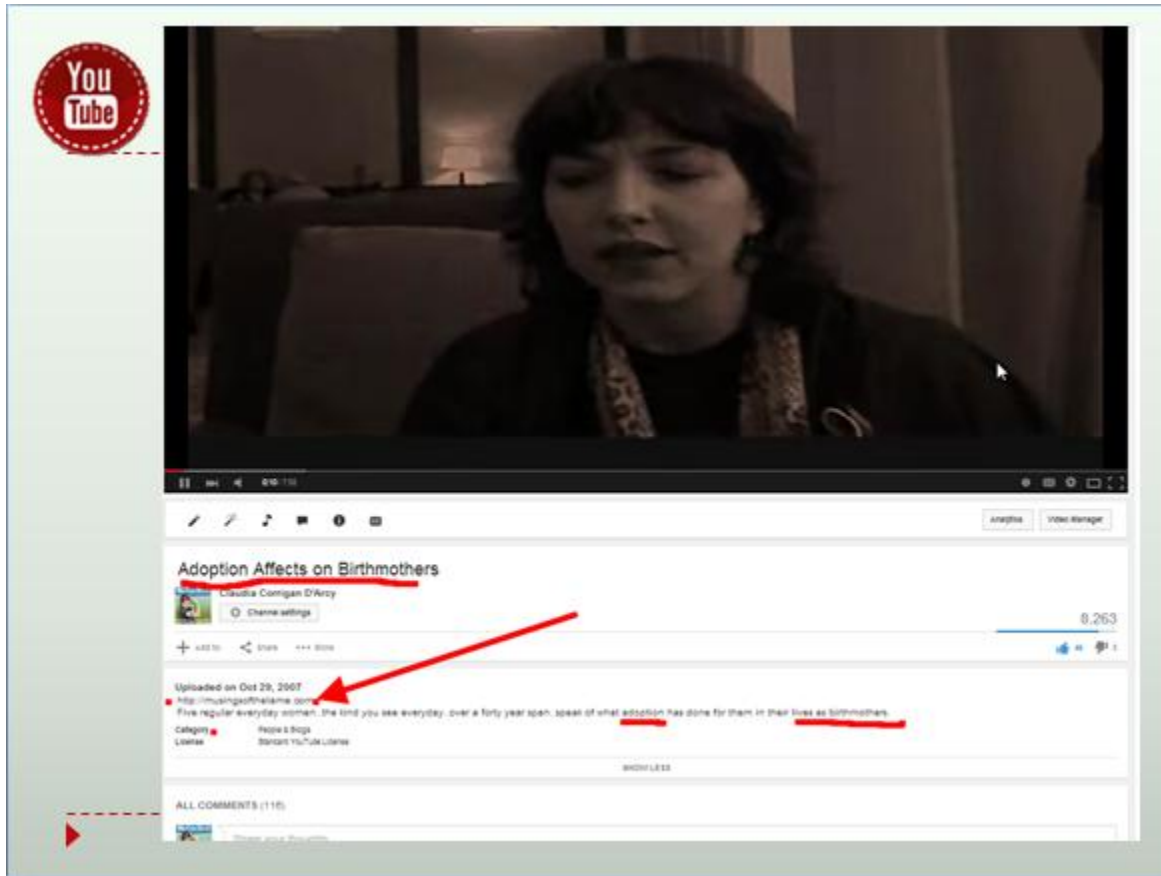 You
Tube
0:10
Analytics Video Manager
Adoption Affects on Birthmothers
Claudia Corrigan D'Arcy
Channel settings
8,263
Add to Share More
Uploaded on Oct 29, 2007
http://musingsofthelame.com
Five regular everyday women, the kind you see everyday, over a forty year span, speak of what adoption has done for them in their lives as birthmothers.
Category People & Blogs
License Standard YouTube License
SHOW LESS
ALL COMMENTS (116)
Share your thoughts